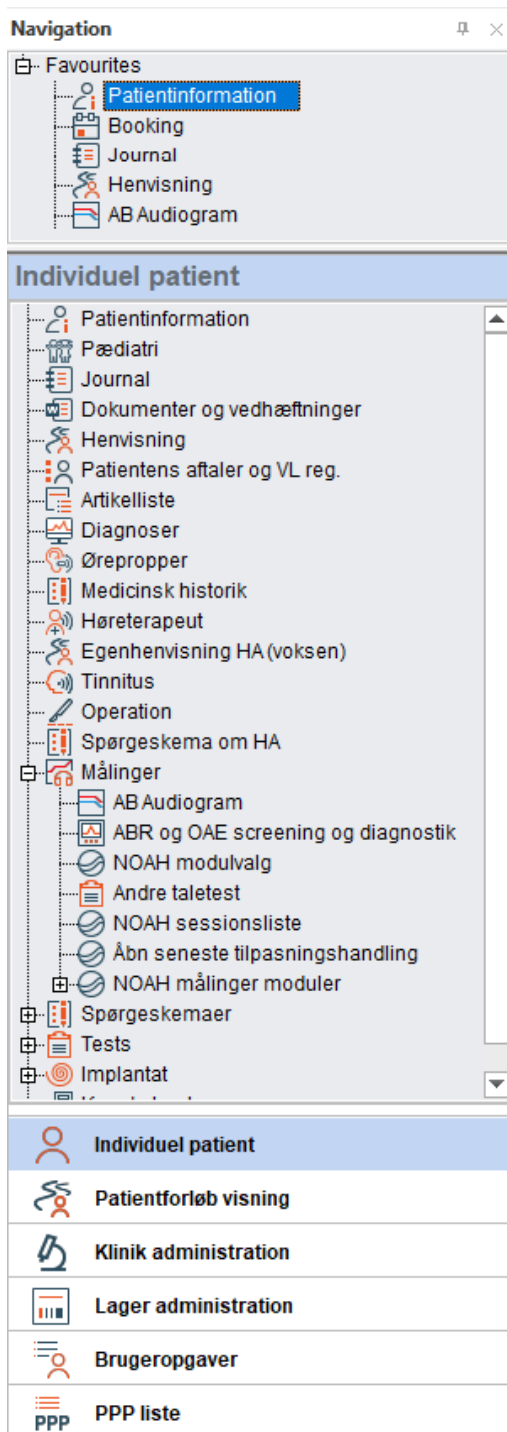 Navigation
Favourites
Patientinformation
Booking
Journal
Henvisning
AB Audiogram
Individuel patient
Patientinformation
Pædiatri
Journal
Dokumenter og vedhæftninger
Henvisning
Patientens aftaler og VL reg.
Artikelliste
Diagnoser
Ørepropper
Medicinsk historik
Høreterapeut
Egenhenvisning HA (voksen)
Tinnitus
Operation
Spørgeskema om HA
Målinger
AB Audiogram
ABR og OAE screening og diagnostik
NOAH modulvalg
Andre taletest
NOAH sessionsliste
Åbn seneste tilpasningshandling
NOAH målinger moduler
Spørgeskemaer
Tests
Implantat
Individuel patient
Patientforløb visning
Klinik administration
Lager administration
Brugeropgaver
PPP PPP liste